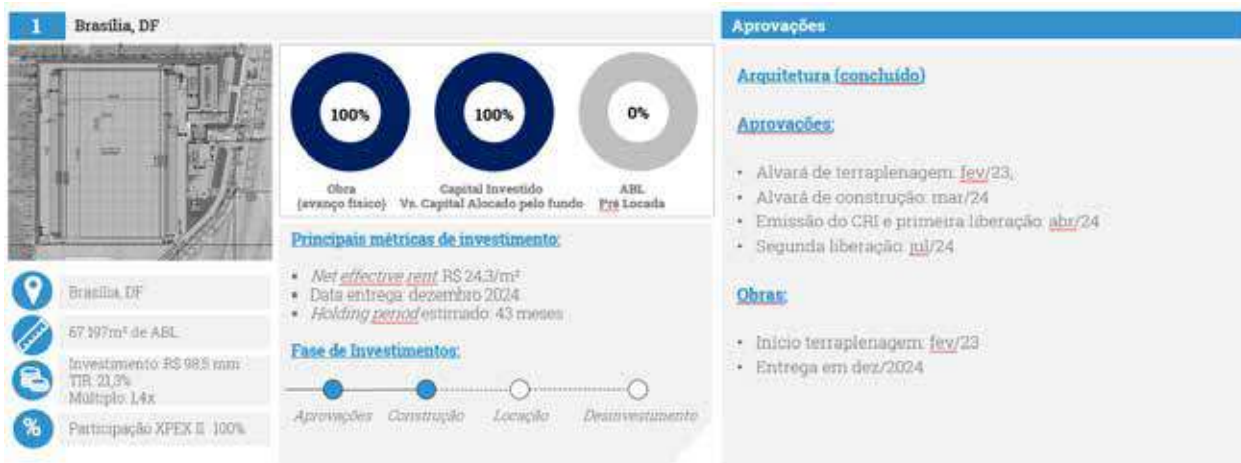 1 Brasília, DF
100%
100%
0%
Obra
(avanço físico)
Capital Investido
Vs. Capital Alocado pelo fundo
ABL
Pré Locada
Principais métricas de investimento:
• Net effective rent: R$ 24,3/m²
• Data entrega: dezembro 2024
• Holding period estimado: 43 meses
Fase de Investimentos:
Aprovações Construção Locação Desinvestimento
Brasília, DF
67.197m² de ABL
Investimento: R$ 98,5 mm
TIR: 21,3%
Múltiplo: 1,4x
% Participação XPEX II: 100%
Aprovações
Arquitetura (concluído)
Aprovações:
• Alvará de terraplenagem: fev/23,
• Alvará de construção: mar/24
• Emissão do CRI e primeira liberação: abr/24
• Segunda liberação: jul/24
Obras:
• Início terraplenagem: fev/23
• Entrega em dez/2024